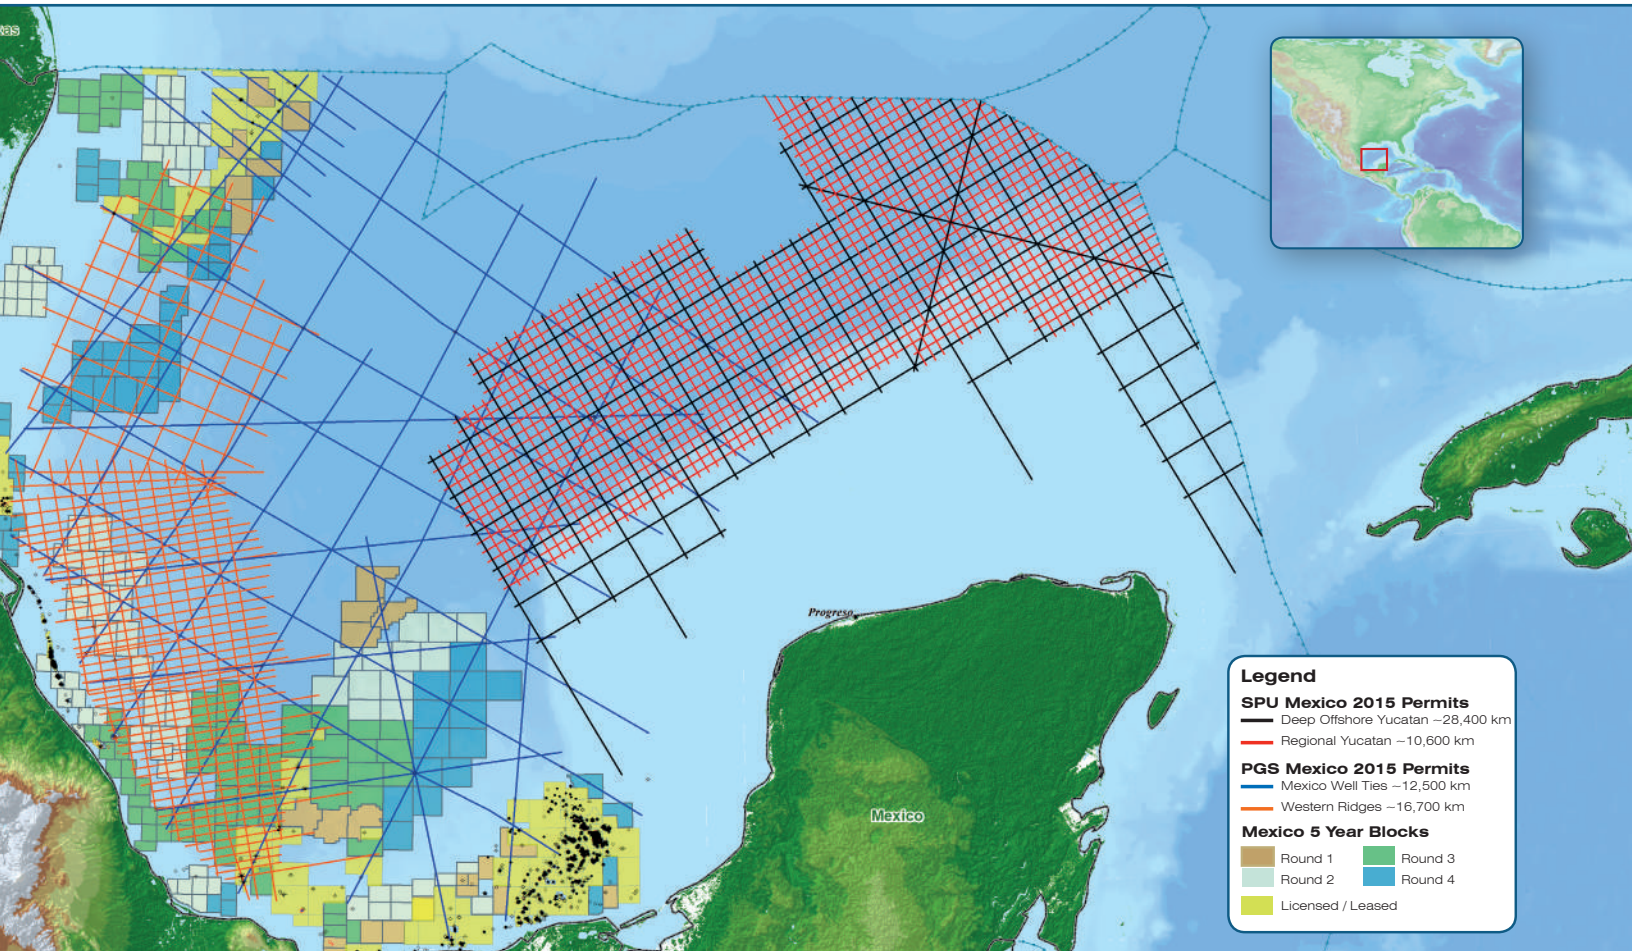 Progreso
Mexico
Legend
SPU Mexico 2015 Permits
Deep Offshore Yucatan ~28,400 km
Regional Yucatan ~10,600 km
PGS Mexico 2015 Permits
Mexico Well Ties ~12,500 km
Western Ridges ~16,700 km
Mexico 5 Year Blocks
Round 1
Round 3
Round 2
Round 4
Licensed / Leased